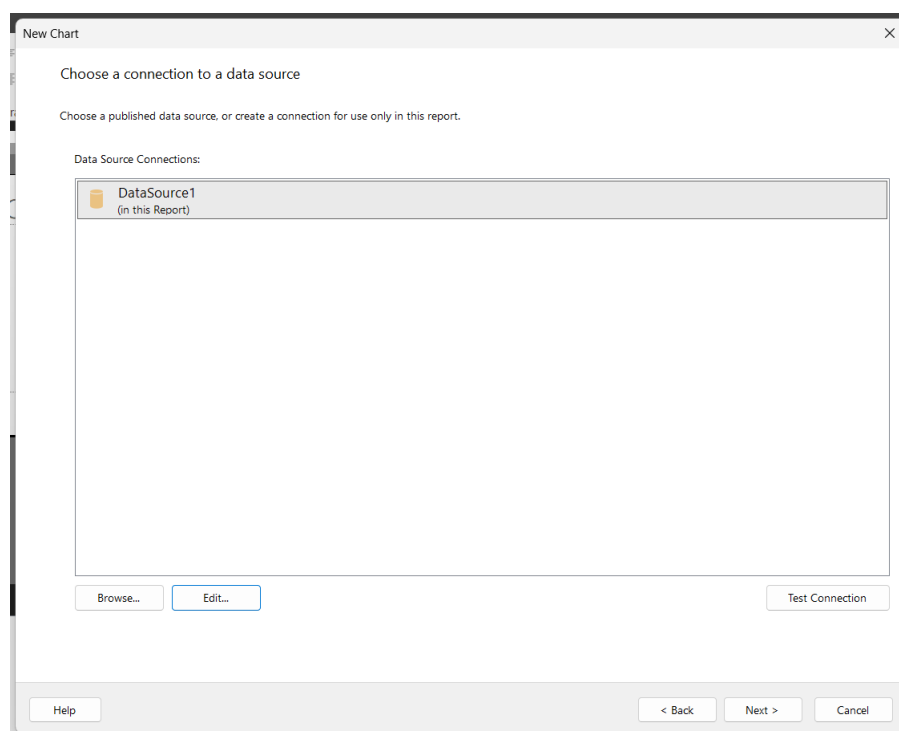 New Chart
Choose a connection to a data source
Choose a published data source, or create a connection for use only in this report.
Data Source Connections:
DataSource1
(in this Report)
Browse...
Edit...
Test Connection
Help
< Back
Next >
Cancel